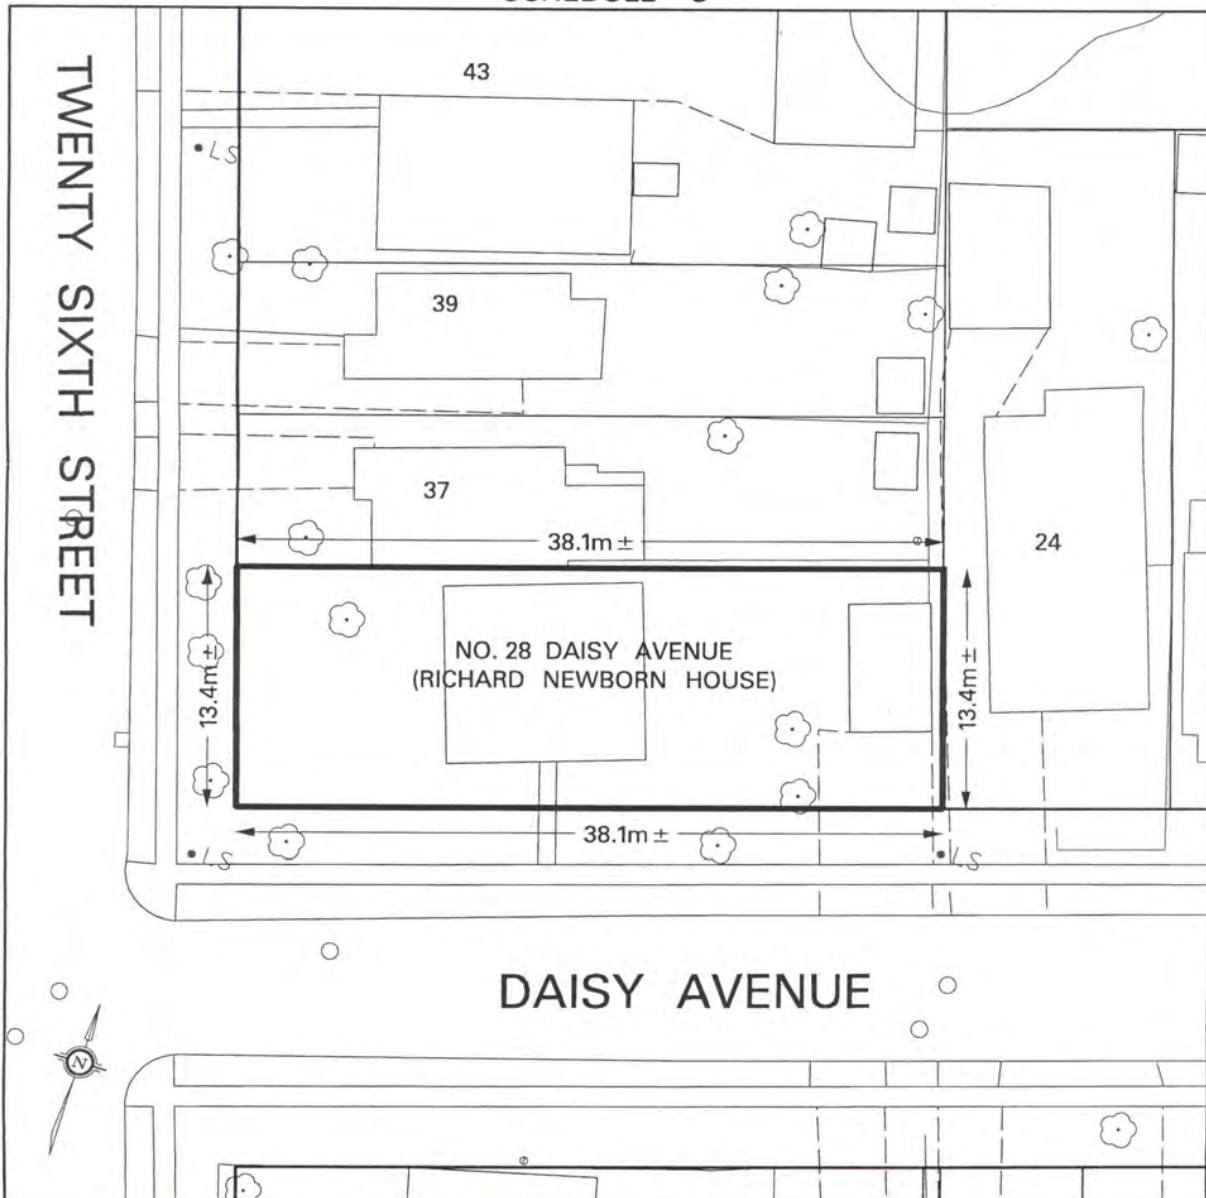 TWENTY SIXTH STREET
43
LS
39
37
38.1m ±
24
NO. 28 DAISY AVENUE
(RICHARD NEWBORN HOUSE)
13.4m ±
13.4m ±
38.1m ±
LS
LS
DAISY AVENUE
N